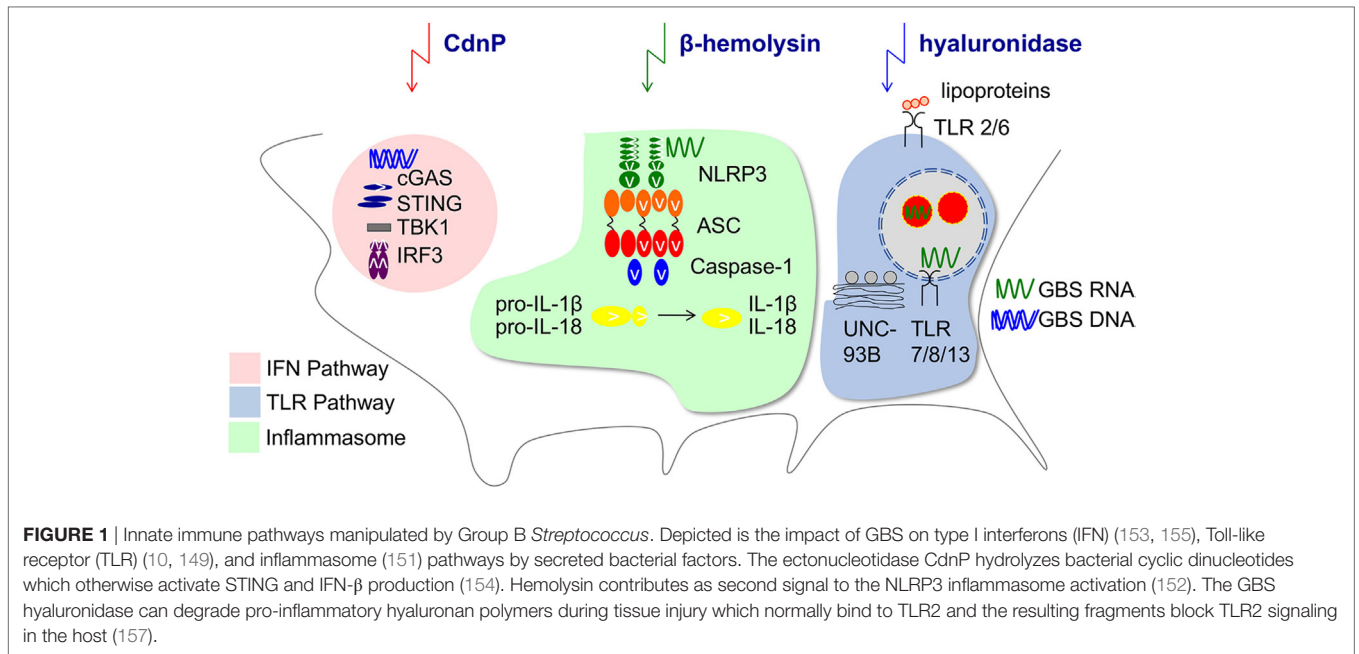 CdnP
β-hemolysin
hyaluronidase
lipoproteins
TLR 2/6
cGAS
STING
TBK1
IRF3
NLRP3
ASC
Caspase-1
pro-IL-1β
pro-IL-18
IL-1β
IL-18
UNC-
93B
TLR
7/8/13
GBS RNA
GBS DNA
IFN Pathway
TLR Pathway
Inflammasome
FIGURE 1 | Innate immune pathways manipulated by Group B Streptococcus. Depicted is the impact of GBS on type I interferons (IFN) (153, 155), Toll-like
receptor (TLR) (10, 149), and inflammasome (151) pathways by secreted bacterial factors. The ectonucleotidase CdnP hydrolyzes bacterial cyclic dinucleotides
which otherwise activate STING and IFN-β production (154). Hemolysin contributes as second signal to the NLRP3 inflammasome activation (152). The GBS
hyaluronidase can degrade pro-inflammatory hyaluronan polymers during tissue injury which normally bind to TLR2 and the resulting fragments block TLR2 signaling
in the host (157).